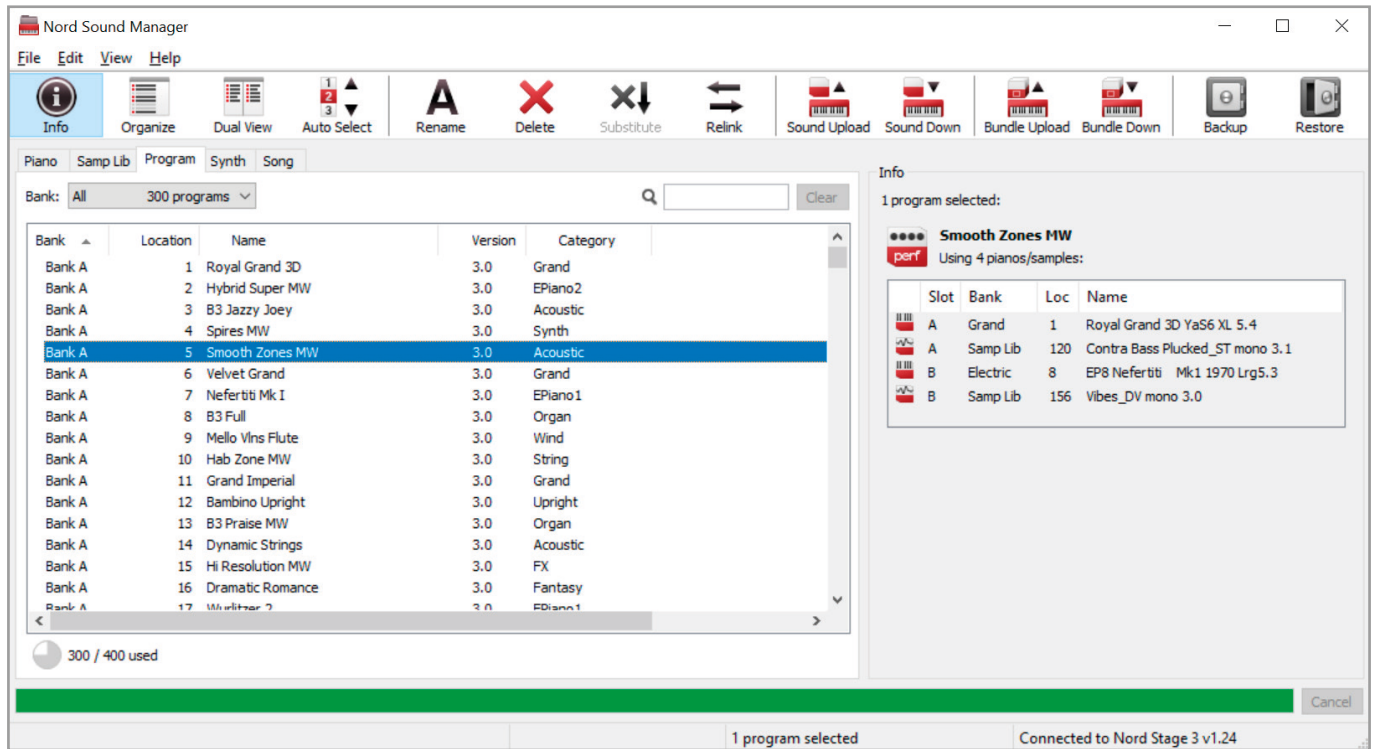 Nord Sound Manager
File Edit View Help
1
2
3
Info Organize Dual View Auto Select Rename Delete Substitute Relink Sound Upload Sound Down Bundle Upload Bundle Down Backup Restore
Piano Samp Lib Program Synth Song
Bank: All 300 programs Clear
Bank Location Name Version Category
Bank A 1 Royal Grand 3D 3.0 Grand
Bank A 2 Hybrid Super MW 3.0 EPiano2
Bank A 3 B3 Jazzy Joey 3.0 Acoustic
Bank A 4 Spires MW 3.0 Synth
Bank A 5 Smooth Zones MW 3.0 Acoustic
Bank A 6 Velvet Grand 3.0 Grand
Bank A 7 Nefertiti Mk I 3.0 EPiano1
Bank A 8 B3 Full 3.0 Organ
Bank A 9 Mello Vlns Flute 3.0 Wind
Bank A 10 Hab Zone MW 3.0 String
Bank A 11 Grand Imperial 3.0 Grand
Bank A 12 Bambino Upright 3.0 Upright
Bank A 13 B3 Praise MW 3.0 Organ
Bank A 14 Dynamic Strings 3.0 Acoustic
Bank A 15 Hi Resolution MW 3.0 FX
Bank A 16 Dramatic Romance 3.0 Fantasy
Bank A 17 Wurlitzer 2 3.0 EPiano1
300 / 400 used
Info
1 program selected:
perf
Smooth Zones MW
Using 4 pianos/samples:
Slot Bank Loc Name
A Grand 1 Royal Grand 3D YaS6 XL 5.4
A Samp Lib 120 Contra Bass Plucked_ST mono 3.1
B Electric 8 EP8 Nefertiti Mk1 1970 Lrg5.3
B Samp Lib 156 Vibes_DV mono 3.0
Cancel
1 program selected
Connected to Nord Stage 3 v1.24